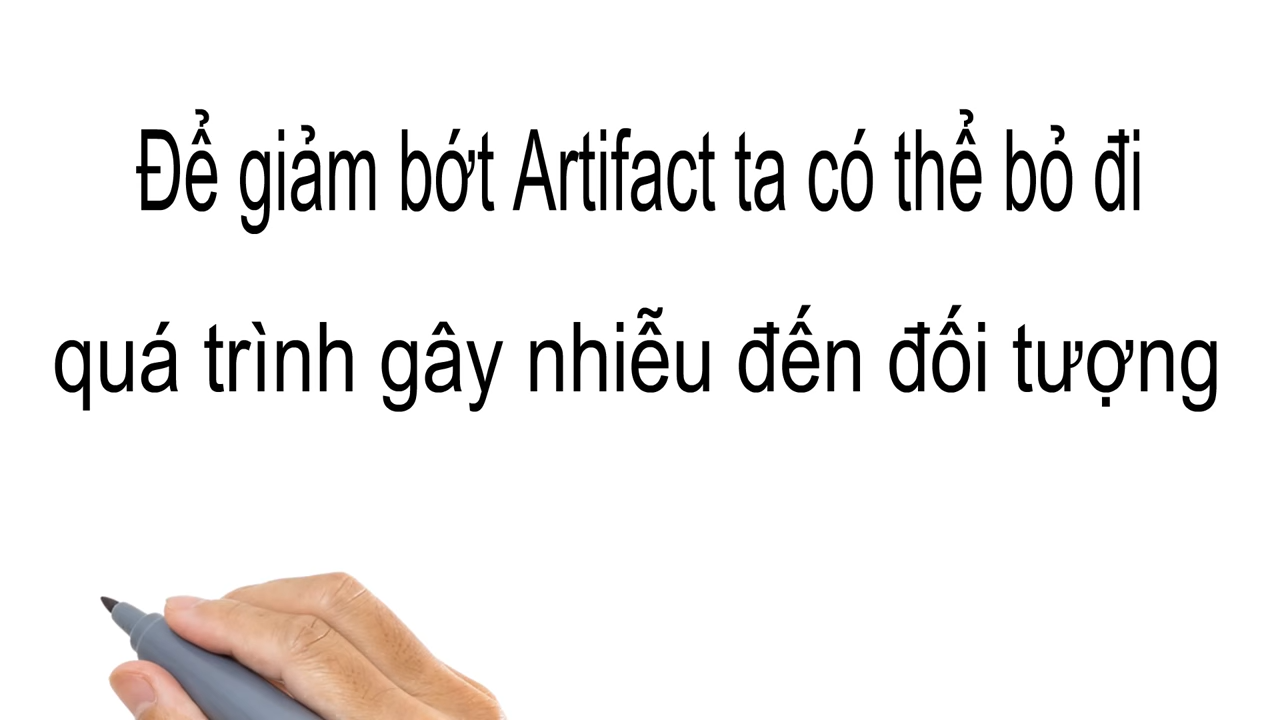 Để giảm bớt Artifact ta có thể bỏ đi
quá trình gây nhiễu đến đối tượng